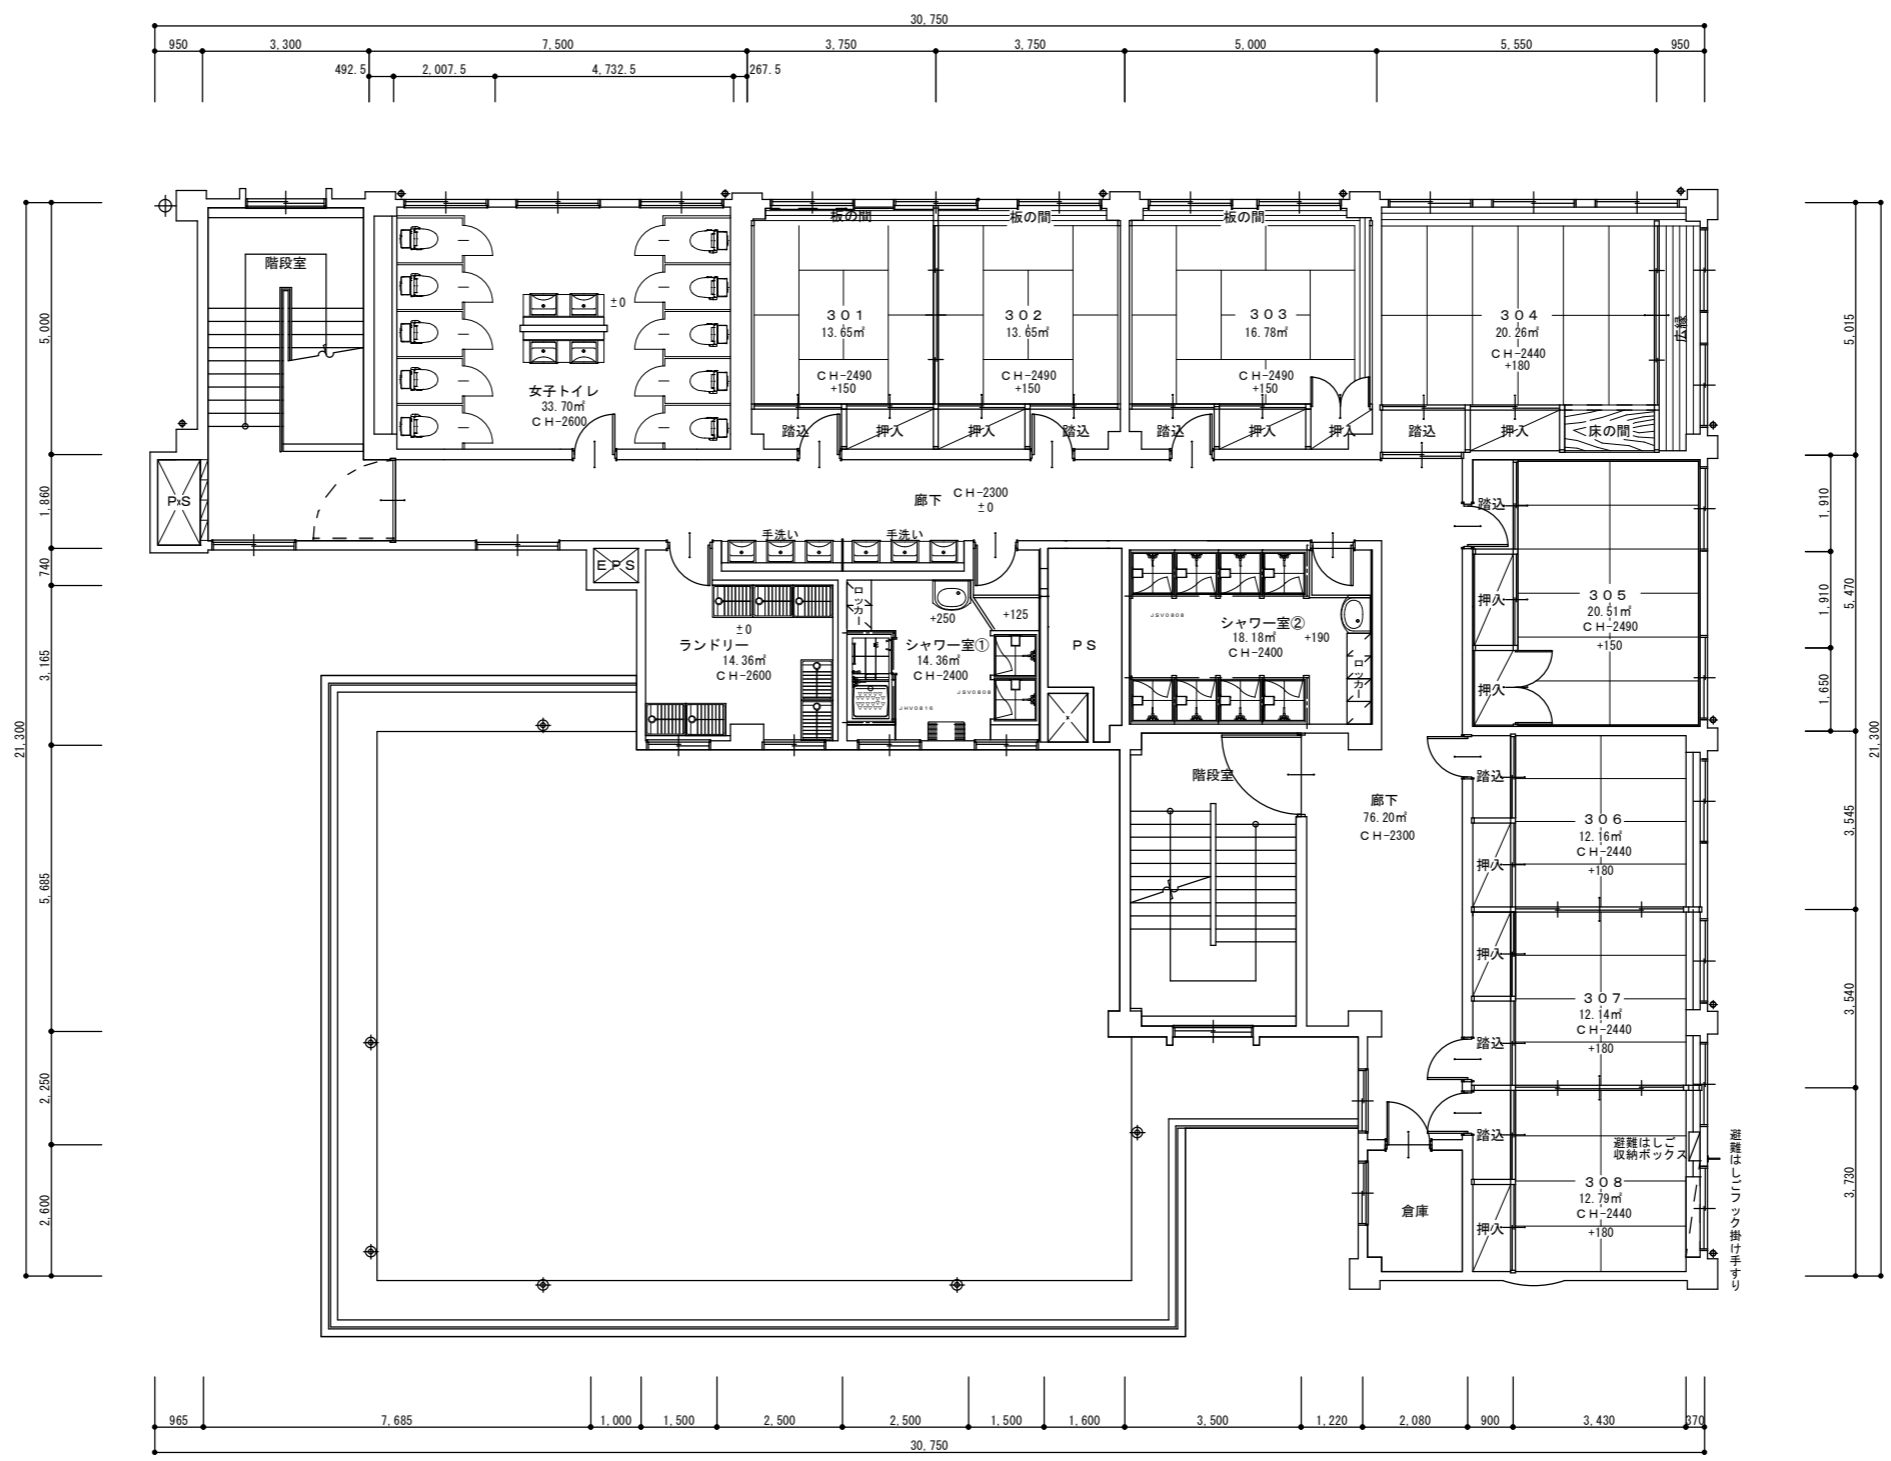 30,750
950
3,300
7,500
3,750
3,750
5,000
5,550
950
492.5
2,007.5
4,732.5
267.5
階段室
±0
女子トイレ
33.70㎡
CH-2600
板の間
301
13.65㎡
CH-2490
+150
踏込
押入
板の間
302
13.65㎡
CH-2490
+150
押入
踏込
板の間
303
16.78㎡
CH-2490
+150
踏込
押入
押入
304
20.26㎡
CH-2440
+180
広縁
踏込
押入
床の間
5,000
1,860
740
3,165
5,685
2,250
2,600
21,300
5,015
1,910
1,910
1,650
5,470
3,545
3,540
3,730
21,300
PS
廊下
CH-2300
±0
EPS
手洗い
手洗い
±0
ランドリー
14.36㎡
CH-2600
ロッカー
+250
+125
シャワー室①
14.36㎡
CH-2400
JSV0808
JHV0816
PS
JSV0808
シャワー室②
18.18㎡
+190
CH-2400
ロッカー
踏込
押入
押入
305
20.51㎡
CH-2490
+150
階段室
廊下
76.20㎡
CH-2300
踏込
押入
306
12.16㎡
CH-2440
+180
押入
踏込
307
12.14㎡
CH-2440
+180
踏込
押入
避難はしご
収納ボックス
308
12.79㎡
CH-2440
+180
避難はしごフック掛け手すり
倉庫
965
7,685
1,000
1,500
2,500
2,500
1,500
1,600
3,500
1,220
2,080
900
3,430
370
30,750